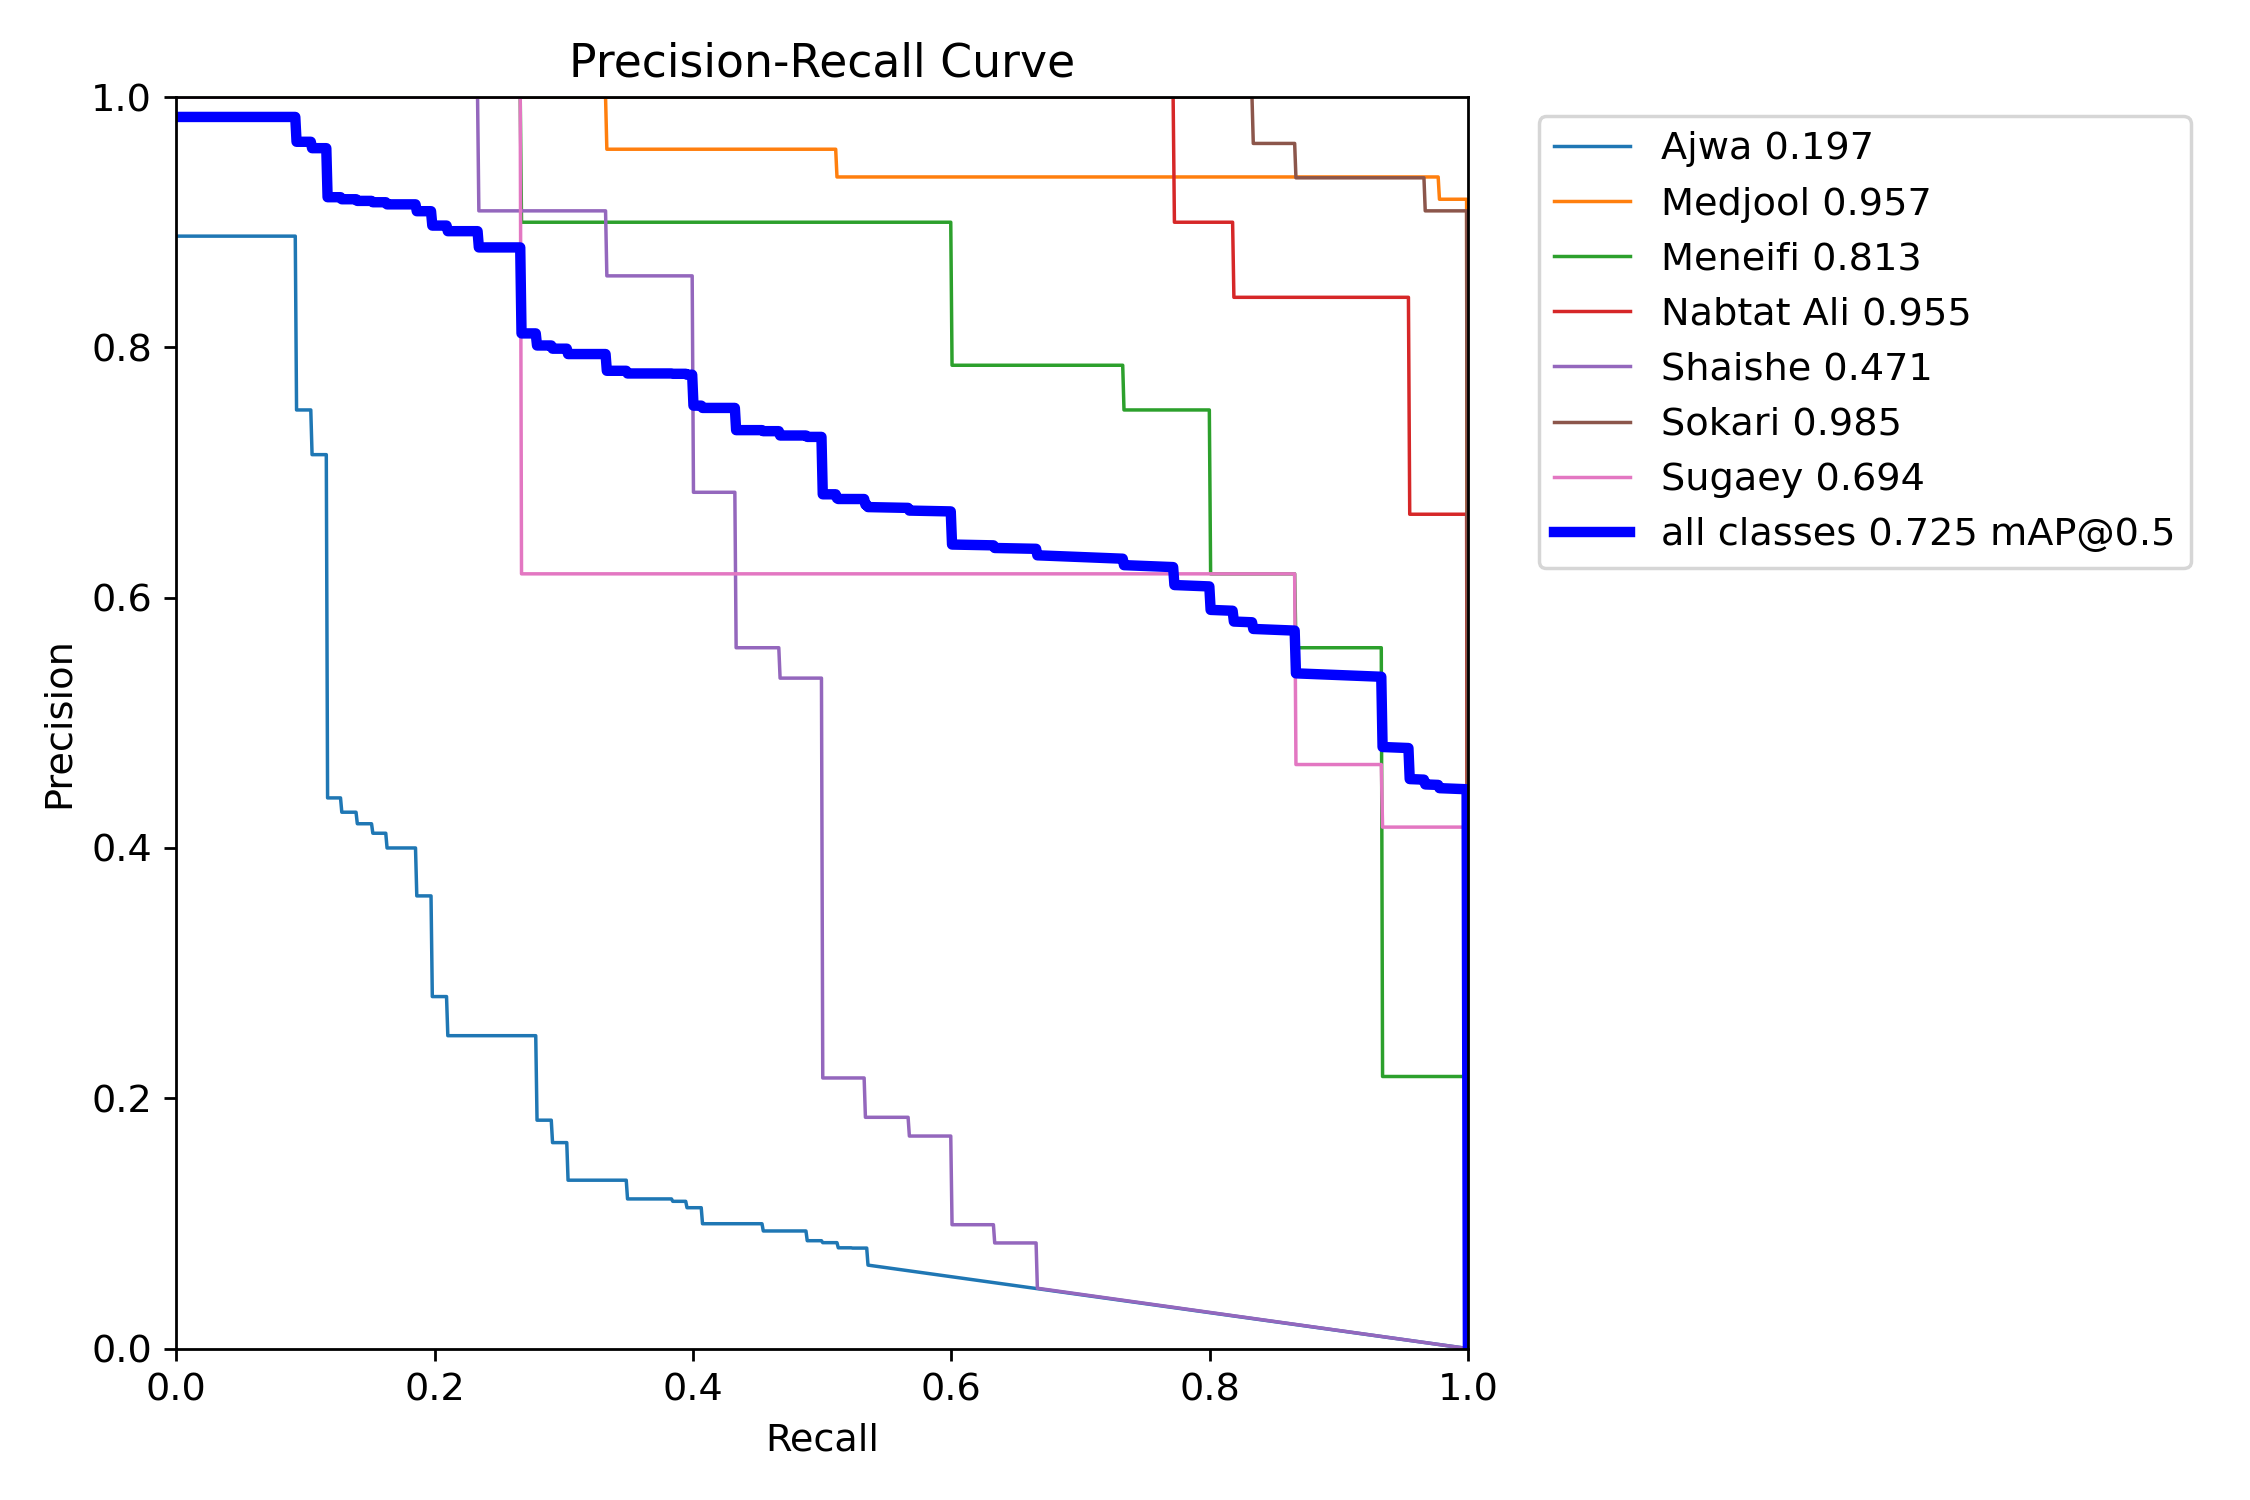 Precision-Recall Curve
1.0
0.8
0.6
0.4
0.2
0.0
Precision
0.0 0.2 0.4 0.6 0.8 1.0
Recall
Ajwa 0.197
Medjool 0.957
Meneifi 0.813
Nabtat Ali 0.955
Shaishe 0.471
Sokari 0.985
Sugaey 0.694
all classes 0.725 mAP@0.5